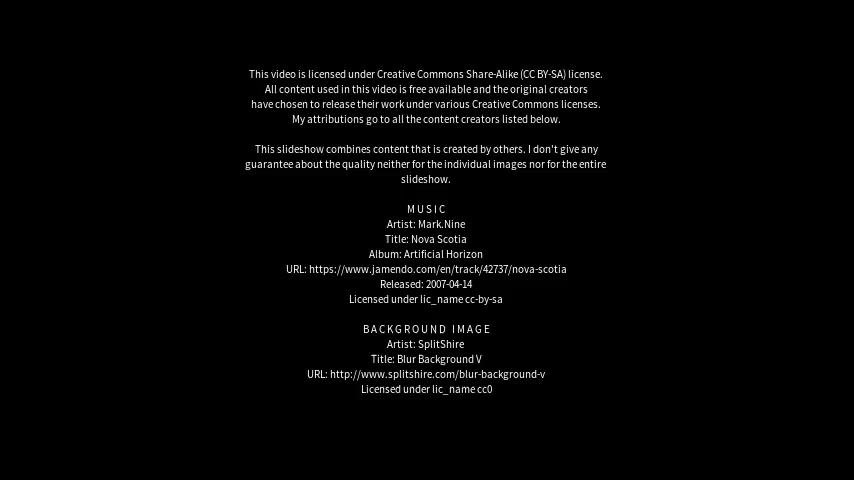 This video is licensed under Creative Commons Share-Alike (CC BY-SA) license.
All content used in this video is free available and the original creators
have chosen to release their work under various Creative Commons licenses.
My attributions go to all the content creators listed below.
This slideshow combines content that is created by others. I don't give any
guarantee about the quality neither for the individual images nor for the entire
slideshow.
MUSIC
Artist: Mark.Nine
Title: Nova Scotia
Album: Artificial Horizon
URL: https://www.jamendo.com/en/track/42737/nova-scotia
Released: 2007-04-14
Licensed under lic_name cc-by-sa
BACKGROUND IMAGE
Artist: SplitShire
Title: Blur Background V
URL: http://www.splitshire.com/blur-background-v
Licensed under lic_name cc0